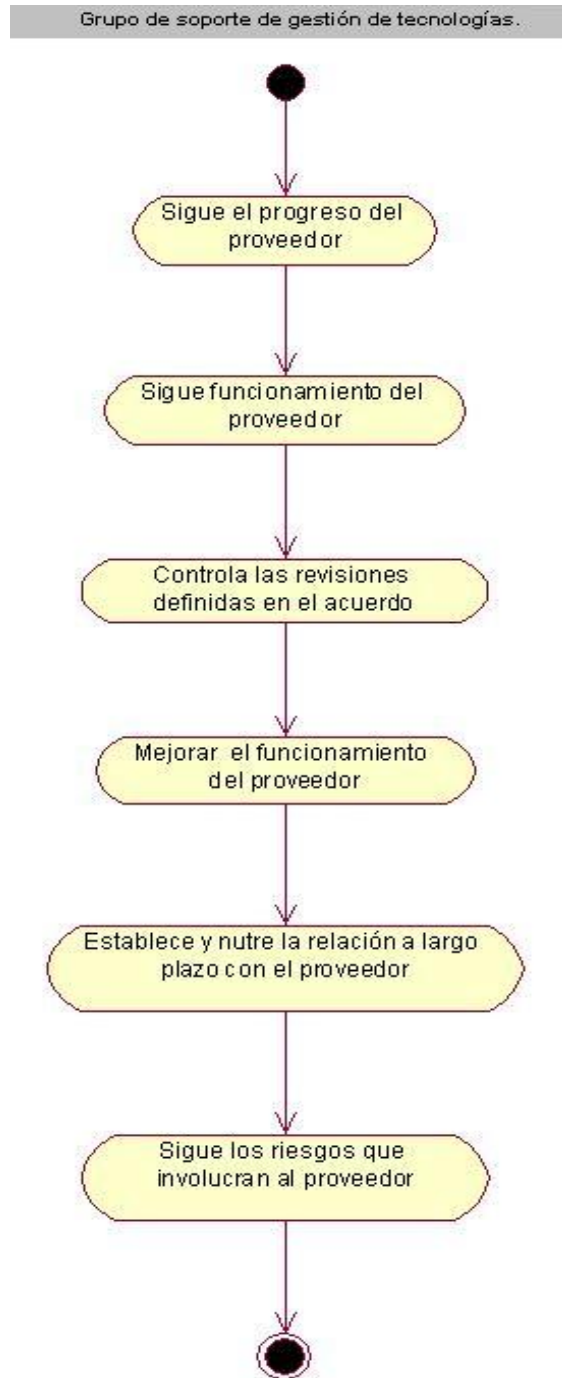 Grupo de soporte de gestión de tecnologías.
Sigue el progreso del
proveedor
Sigue funcionamiento del
proveedor
Controla las revisiones
definidas en el acuerdo
Mejorar el funcionamiento
del proveedor
Establece y nutre la relación a largo
plazo con el proveedor
Sigue los riesgos que
involucran al proveedor